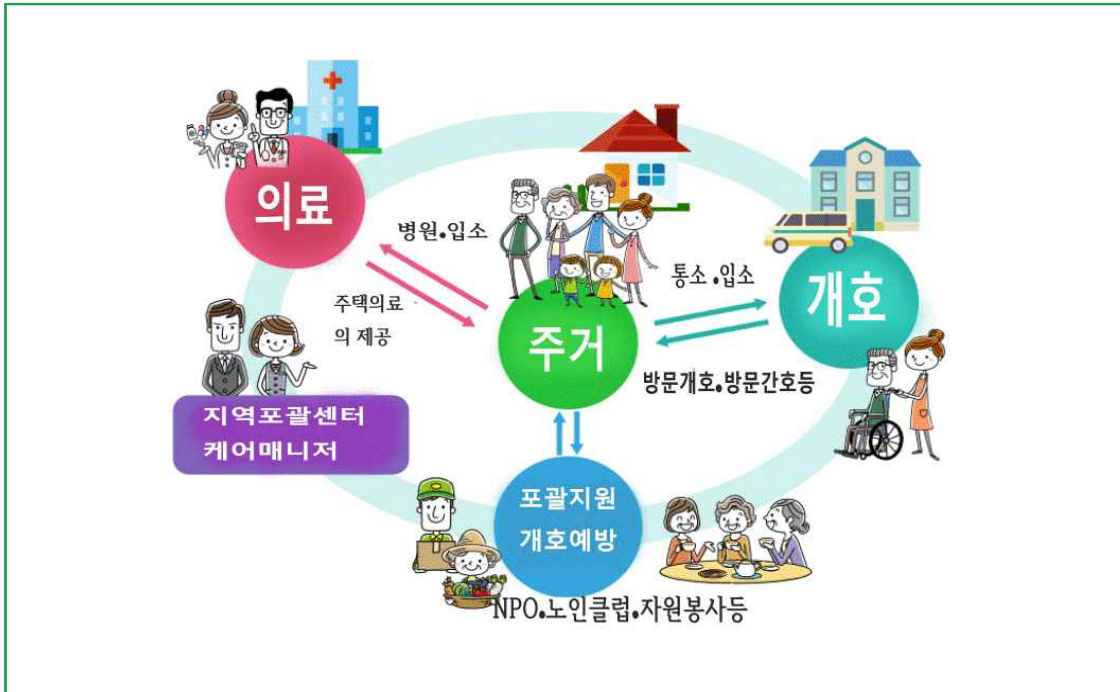 의료
병원•입소
주택의료
의 제공
주거
통소 •입소
개호
방문개호•방문간호등
지역포괄센터
케어매니저
포괄지원
개호예방
NPO•노인클럽•자원봉사등